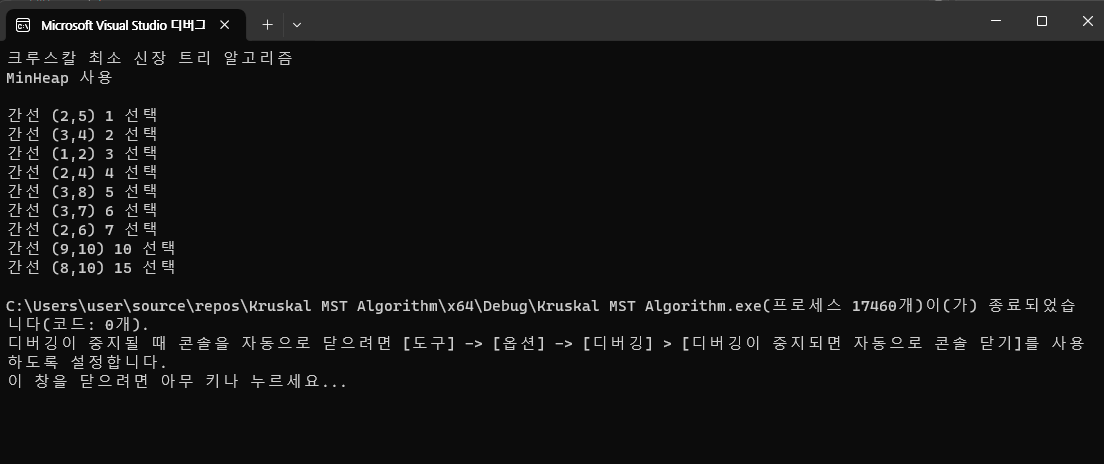 Microsoft Visual Studio 디버그
크루스칼 최소 신장 트리 알고리즘
MinHeap 사용
간선 (2,5) 1 선택
간선 (3,4) 2 선택
간선 (1,2) 3 선택
간선 (2,4) 4 선택
간선 (3,8) 5 선택
간선 (3,7) 6 선택
간선 (2,6) 7 선택
간선 (9,10) 10 선택
간선 (8,10) 15 선택
C:\Users\user\source\repos\Kruskal MST Algorithm\x64\Debug\Kruskal MST Algorithm.exe(프로세스 17460개)이(가) 종료되었습
니다(코드: 0개).
디버깅이 중지될 때 콘솔을 자동으로 닫으려면 [도구] -> [옵션] -> [디버깅] > [디버깅이 중지되면 자동으로 콘솔 닫기]를 사용
하도록 설정합니다.
이 창을 닫으려면 아무 키나 누르세요...